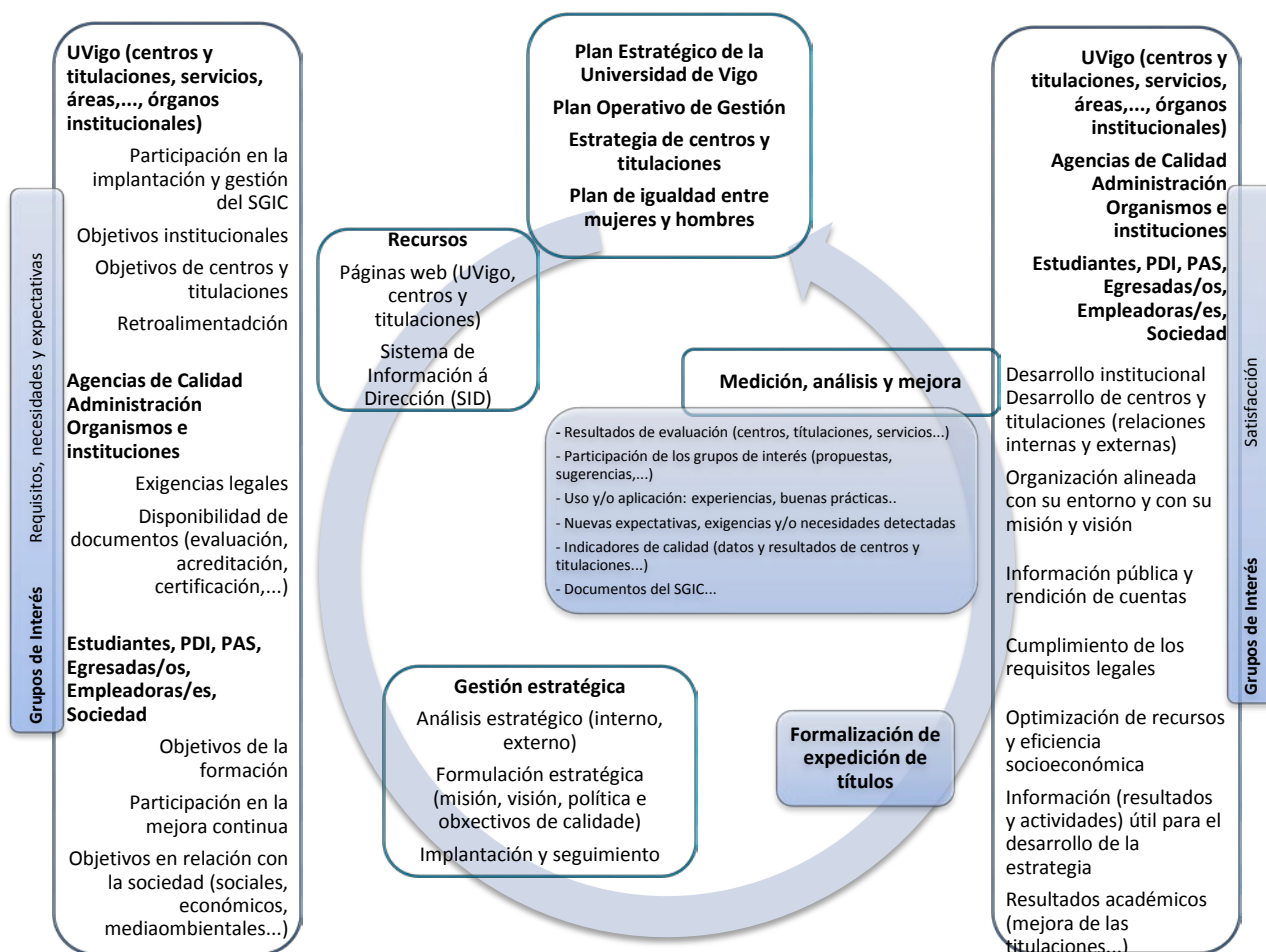 UVigo (centros y
titulaciones, servicios,
áreas,..., órganos
institucionales)
Participación en la
implantación y gestión
del SGIC
Objetivos institucionales
Objetivos de centros y
titulaciones
Retroalimentadción
Agencias de Calidad
Administración
Organismos e
instituciones
Exigencias legales
Disponibilidad de
documentos (evaluación,
acreditación,
certificación,...)
Estudiantes, PDI, PAS,
Egresadas/os,
Empleadoras/es,
Sociedad
Objetivos de la
formación
Participación en la
mejora continua
Objetivos en relación con
la sociedad (sociales,
económicos,
mediaombientales...)
Grupos de Interés Requisitos, necesidades y expectativas
Plan Estratégico de la
Universidad de Vigo
Plan Operativo de Gestión
Estrategia de centros y
titulaciones
Plan de igualdad entre
mujeres y hombres
Recursos
Páginas web (UVigo,
centros y
titulaciones)
Sistema de
Información á
Dirección (SID)
Medición, análisis y mejora
- Resultados de evaluación (centros, títulaciones, servicios...)
- Participación de los grupos de interés (propuestas,
sugerencias,...)
- Uso y/o aplicación: experiencias, buenas prácticas..
- Nuevas expectativas, exigencias y/o necesidades detectadas
- Indicadores de calidad (datos y resultados de centros y
titulaciones...)
- Documentos del SGIC...
Gestión estratégica
Análisis estratégico (interno,
externo)
Formulación estratégica
(misión, visión, política e
obxectivos de calidade)
Implantación y seguimiento
Formalización de
expedición de
títulos
UVigo (centros y
titulaciones, servicios,
áreas,..., órganos
institucionales)
Agencias de Calidad
Administración
Organismos e
instituciones
Estudiantes, PDI, PAS,
Egresadas/os,
Empleadoras/es,
Sociedad
Desarrollo institucional
Desarrollo de centros y
titulaciones (relaciones
internas y externas)
Organización alineada
con su entorno y con su
misión y visión
Información pública y
rendición de cuentas
Cumplimiento de los
requisitos legales
Optimización de recursos
y eficiencia
socioeconómica
Información (resultados
y actividades) útil para el
desarrollo de la
estrategia
Resultados académicos
(mejora de las
titulaciones...)
Grupos de Interés Satisfacción